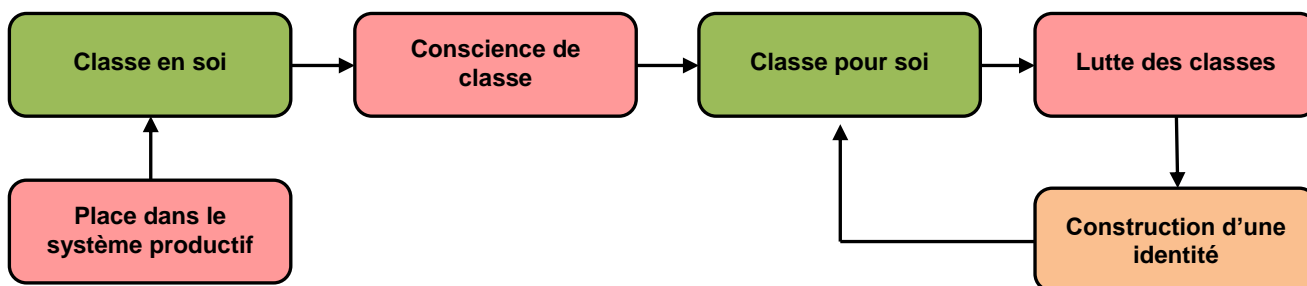 Classe en soi
Conscience de
classe
Classe pour soi
Lutte des classes
Place dans le
système productif
Construction d’une
identité